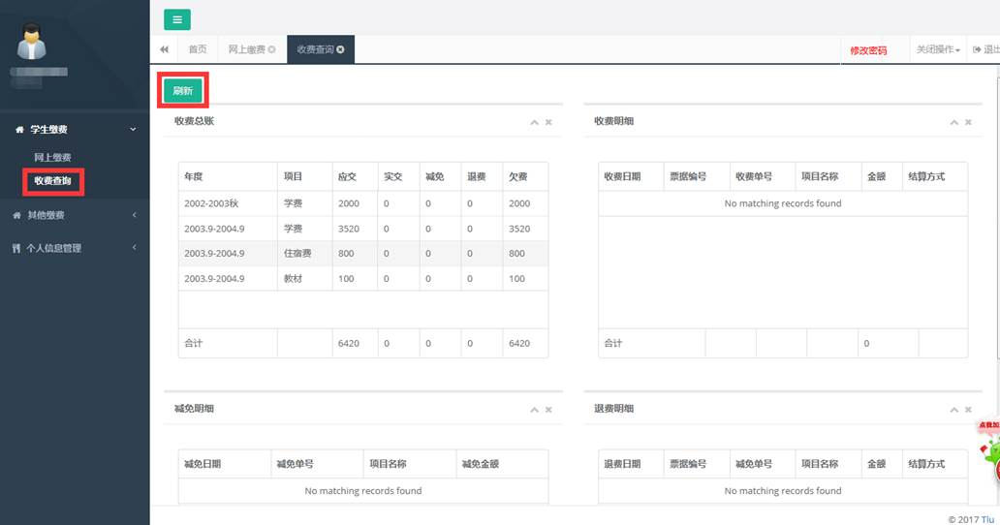 首页 网上缴费 收费查询 修改密码 关闭操作 退出
学生缴费
网上缴费
收费查询
其他缴费
个人信息管理
刷新
收费总账
年度 项目 应交 实交 减免 退费 欠费
2002-2003秋 学费 2000 0 0 0 2000
2003.9-2004.9 学费 3520 0 0 0 3520
2003.9-2004.9 住宿费 800 0 0 0 800
2003.9-2004.9 教材 100 0 0 0 100
合计 6420 0 0 0 6420
收费明细
收费日期 票据编号 收费单号 项目名称 金额 结算方式
No matching records found
合计 0
减免明细
减免日期 减免单号 项目名称 减免金额
No matching records found
退费明细
退费日期 票据编号 减免单号 项目名称 金额 结算方式
No matching records found
点我加
© 2017 Tlu